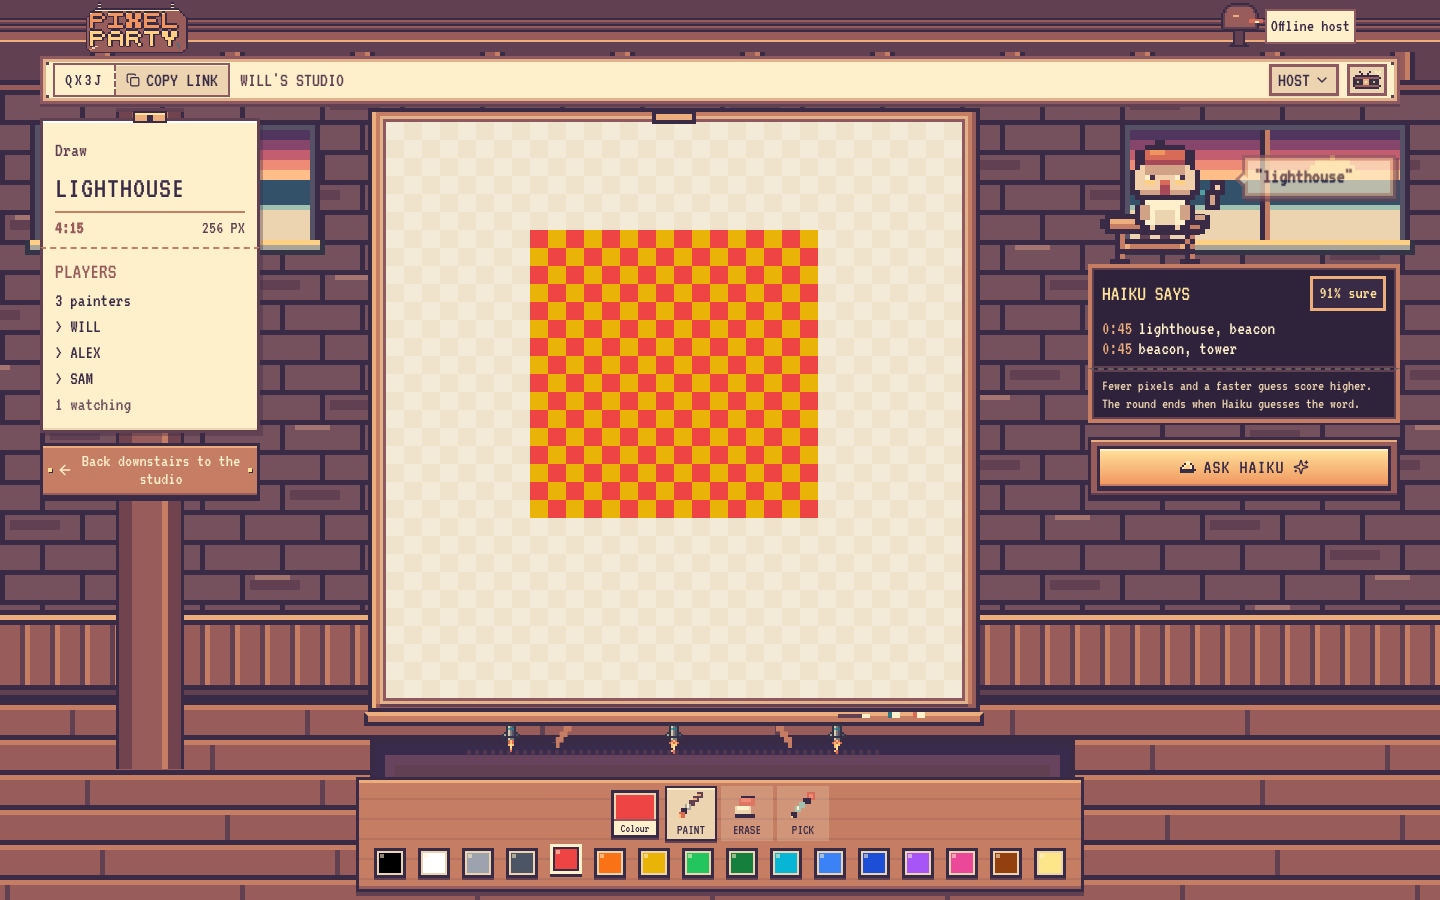 PIXEL
PARTY
Offline host
QX3J
COPY LINK
WILL'S STUDIO
HOST
Draw
LIGHTHOUSE
4:15
256 PX
PLAYERS
3 painters
> WILL
> ALEX
> SAM
1 watching
Back downstairs to the
studio
"lighthouse"
HAIKU SAYS
91% sure
0:45 lighthouse, beacon
0:45 beacon, tower
Fewer pixels and a faster guess score higher.
The round ends when Haiku guesses the word.
ASK HAIKU
Colour
PAINT
ERASE
PICK